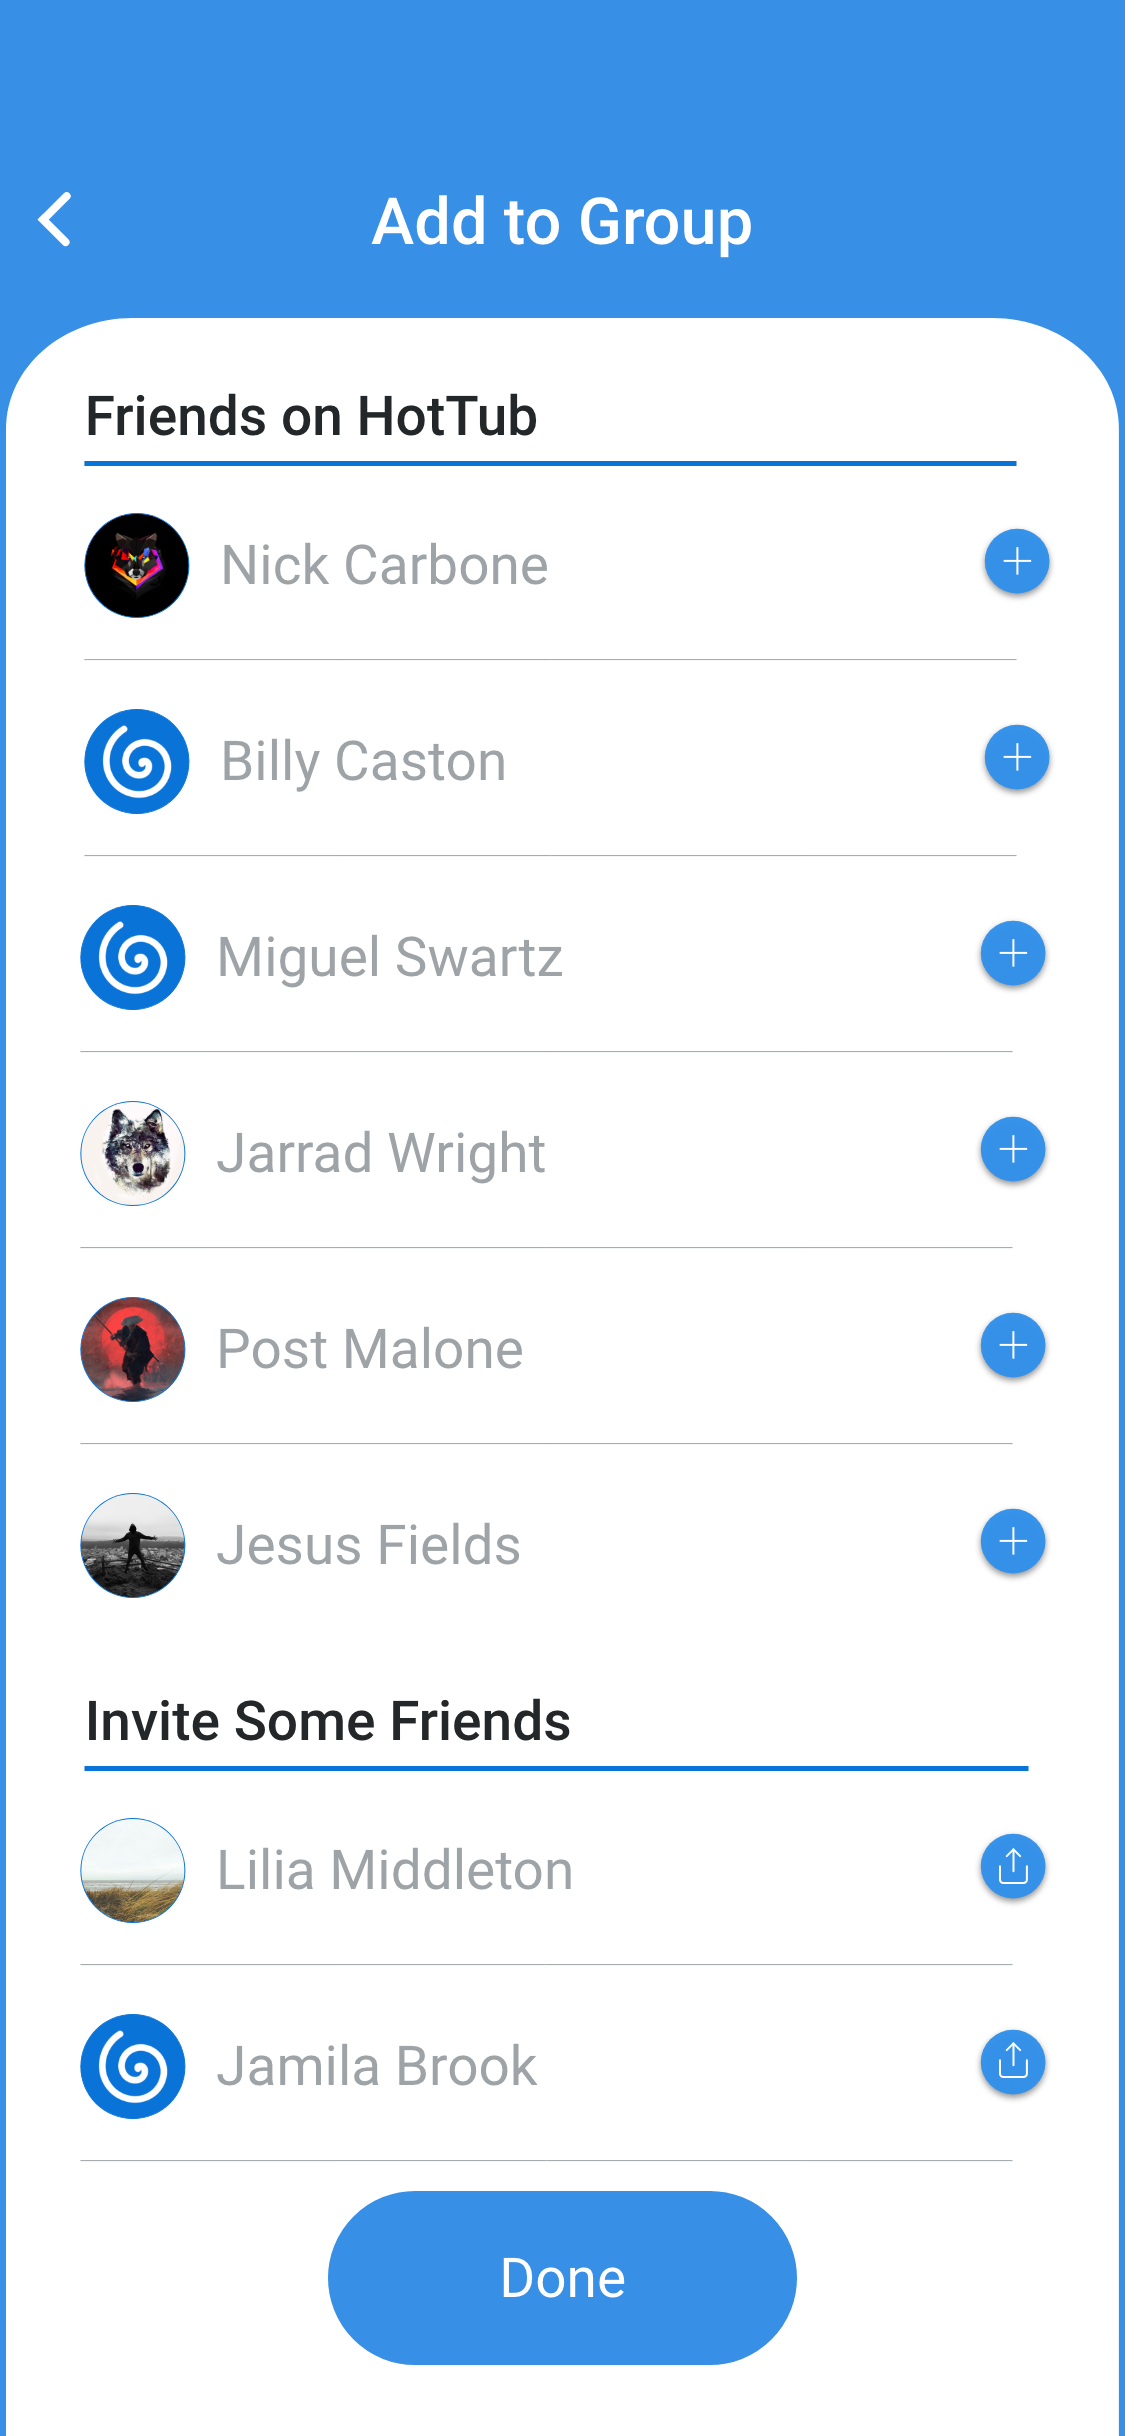 Add to Group
Friends on HotTub
Nick Carbone
Billy Caston
Miguel Swartz
Jarrad Wright
Post Malone
Jesus Fields
Invite Some Friends
Lilia Middleton
Jamila Brook
Done